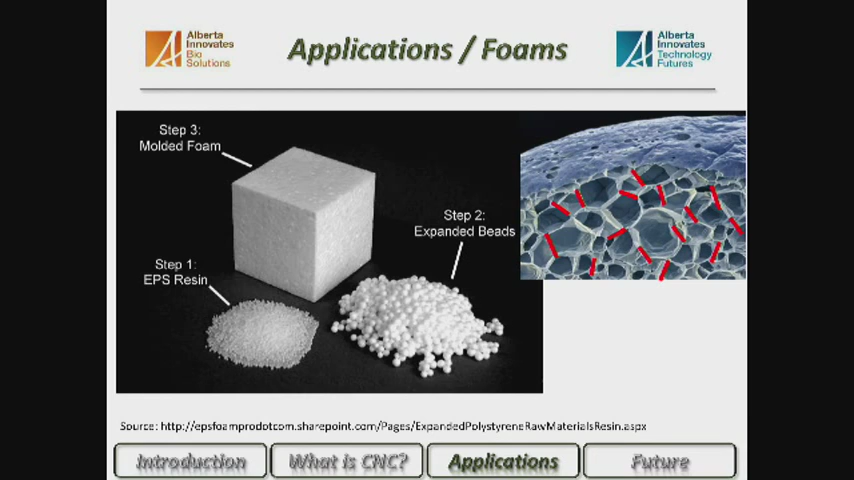 Alberta
Innovates
Bio
Solutions
Applications / Foams
Alberta
Innovates
Technology
Futures
Step 3:
Molded Foam
Step 2:
Expanded Beads
Step 1:
EPS Resin
Source: http://epsfoamprodotcom.sharepoint.com/Pages/ExpandedPolystyreneRawMaterialsResin.aspx
Introduction
What is CNC?
Applications
Future